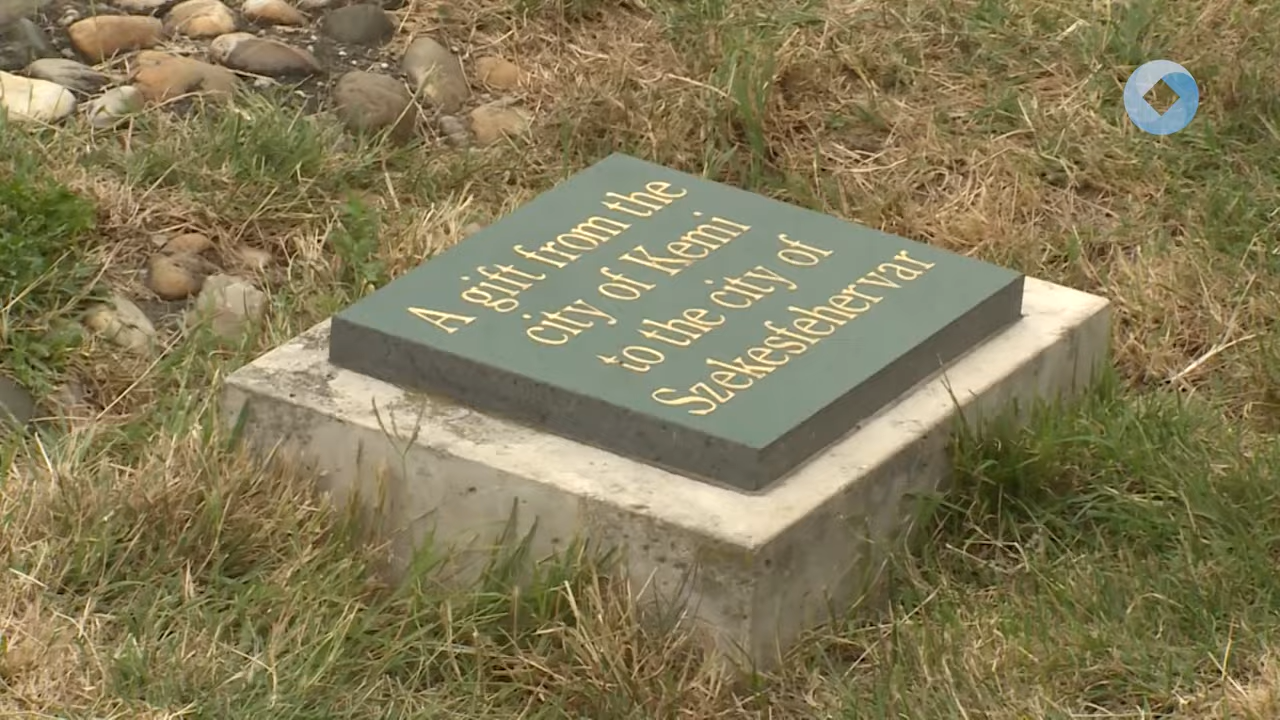 A gift from the
city of Kemi
to the city of
Szekesfehervar